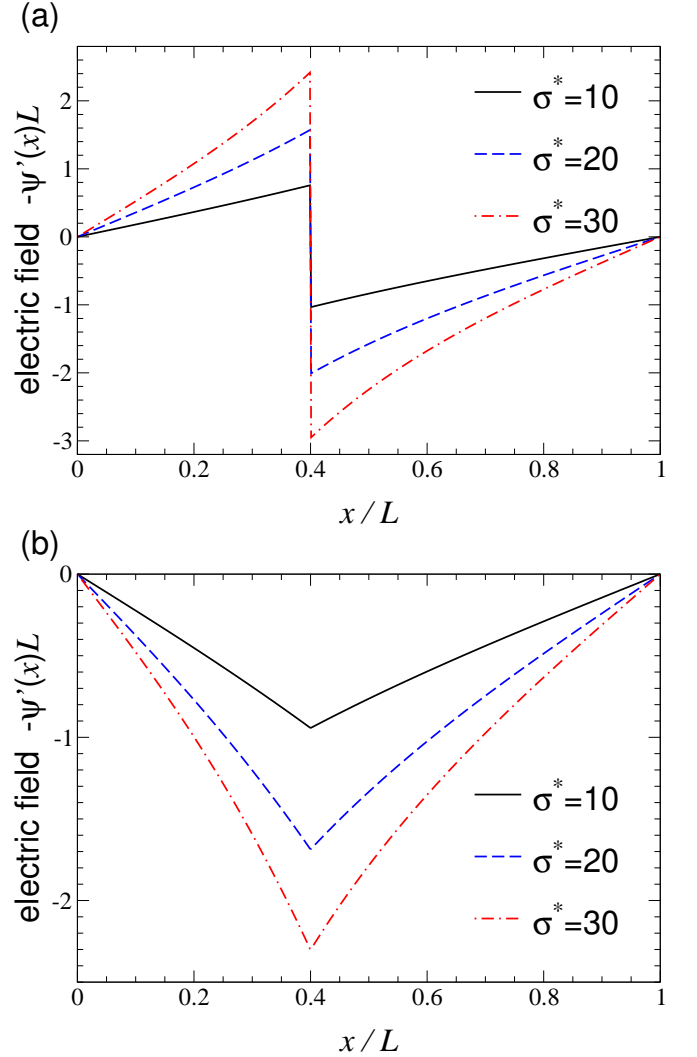 (a)
electric field -ψ'(x)L
2
1
0
-1
-2
-3
σ*=10
σ*=20
σ*=30
0 0.2 0.4 0.6 0.8 1
x / L
(b)
electric field -ψ'(x)L
0
-1
-2
σ*=10
σ*=20
σ*=30
0 0.2 0.4 0.6 0.8 1
x / L